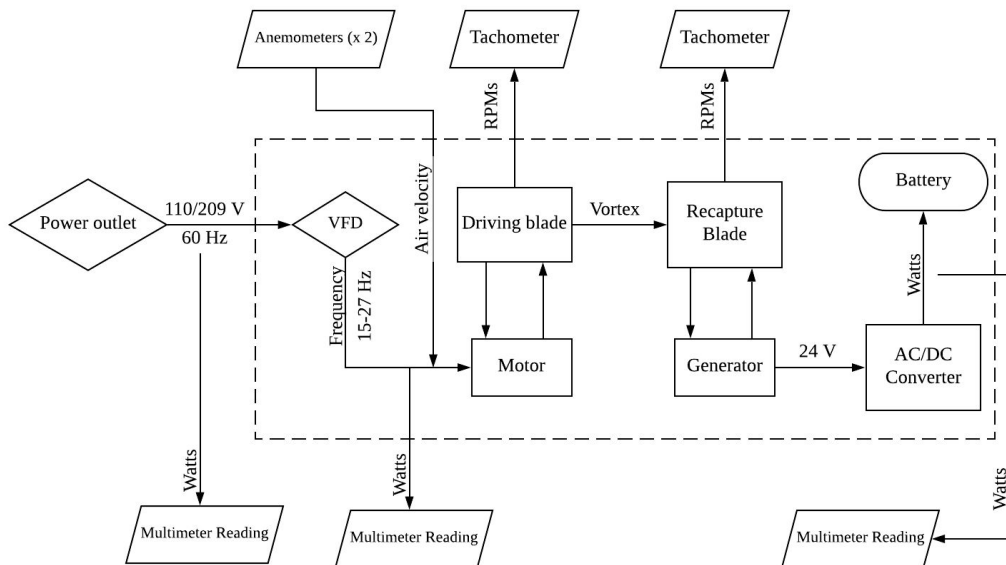 Anemometers (x 2)
Tachometer
Tachometer
RPMs
RPMs
Power outlet
110/209 V
60 Hz
VFD
Air velocity
Driving blade
Vortex
Recapture
Blade
Battery
Watts
Frequency
15-27 Hz
Motor
Generator
24 V
AC/DC
Converter
Watts
Watts
Watts
Multimeter Reading
Multimeter Reading
Multimeter Reading